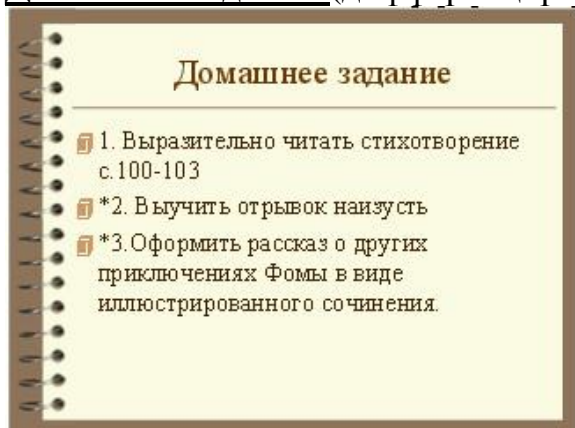 Домашнее задание
1. Выразительно читать стихотворение
с.100-103
*2. Выучить отрывок наизусть
*3.Оформить рассказ о других
приключениях Фомы в виде
иллюстрированного сочинения.